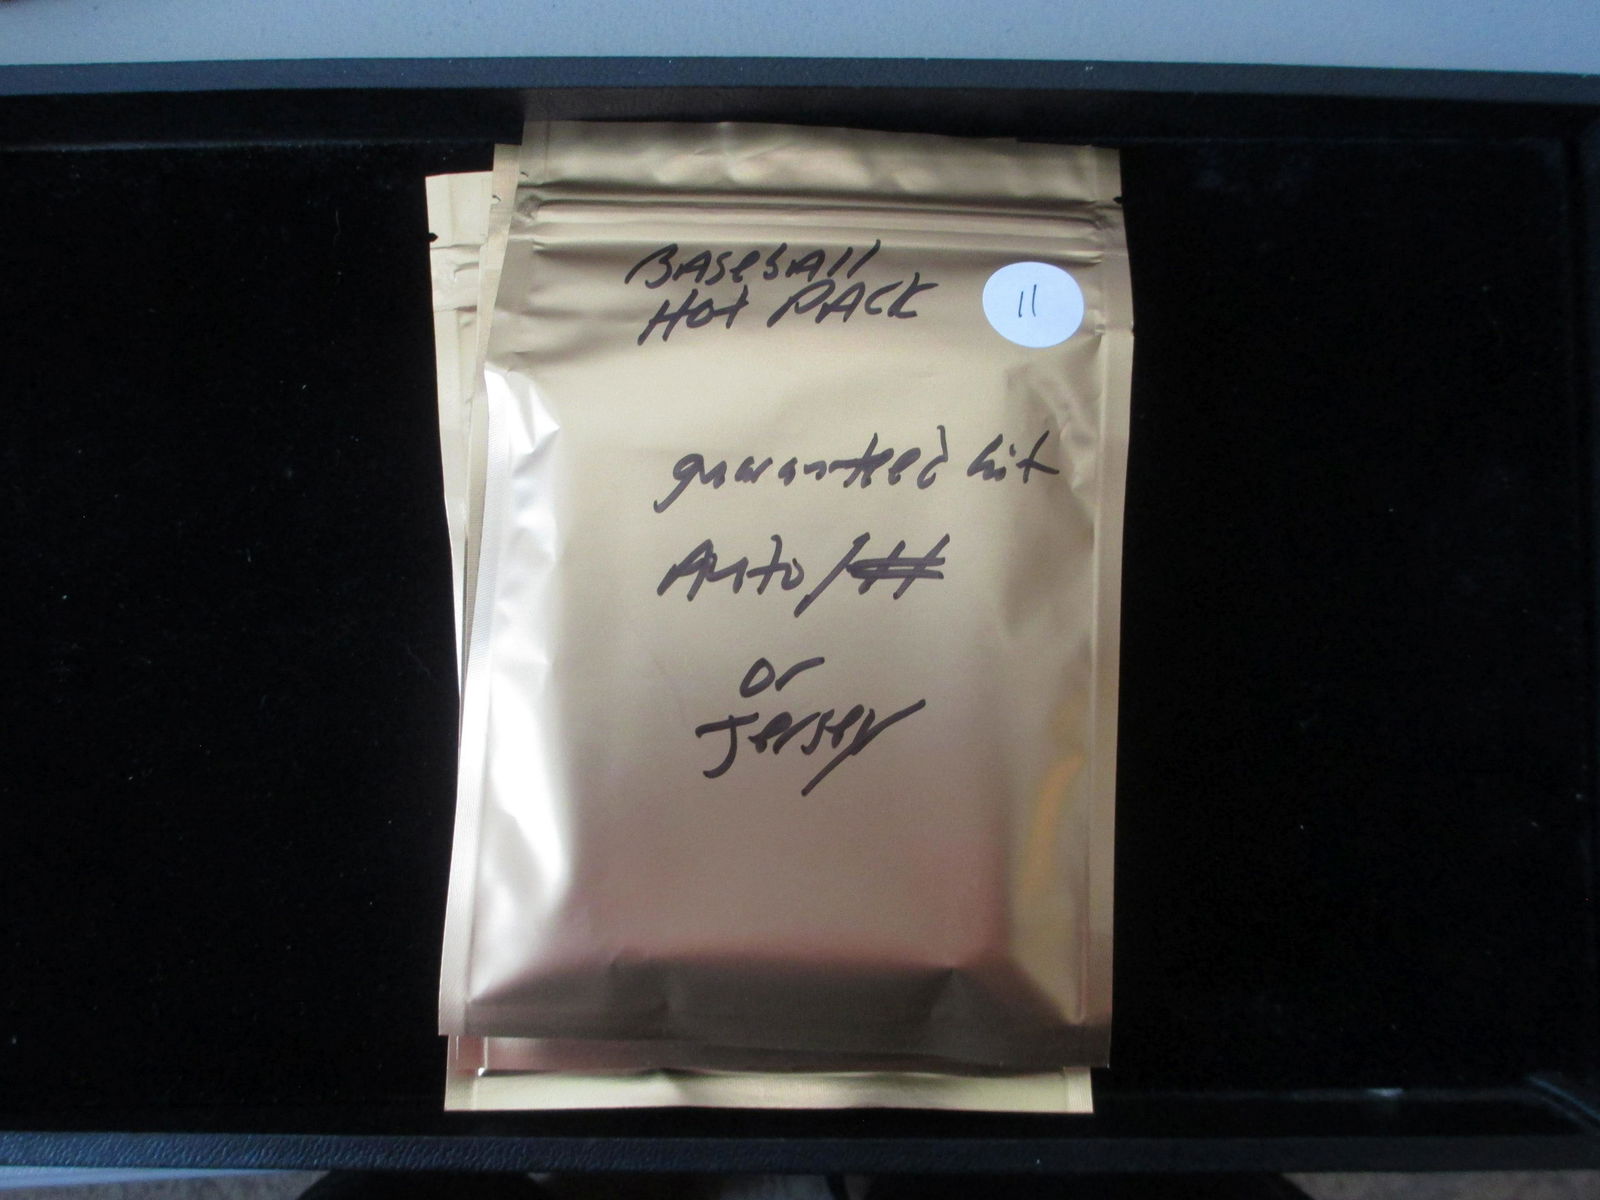 Baseball
Hot Pack
11
guaranteed hit
Auto/#
or
Jersey